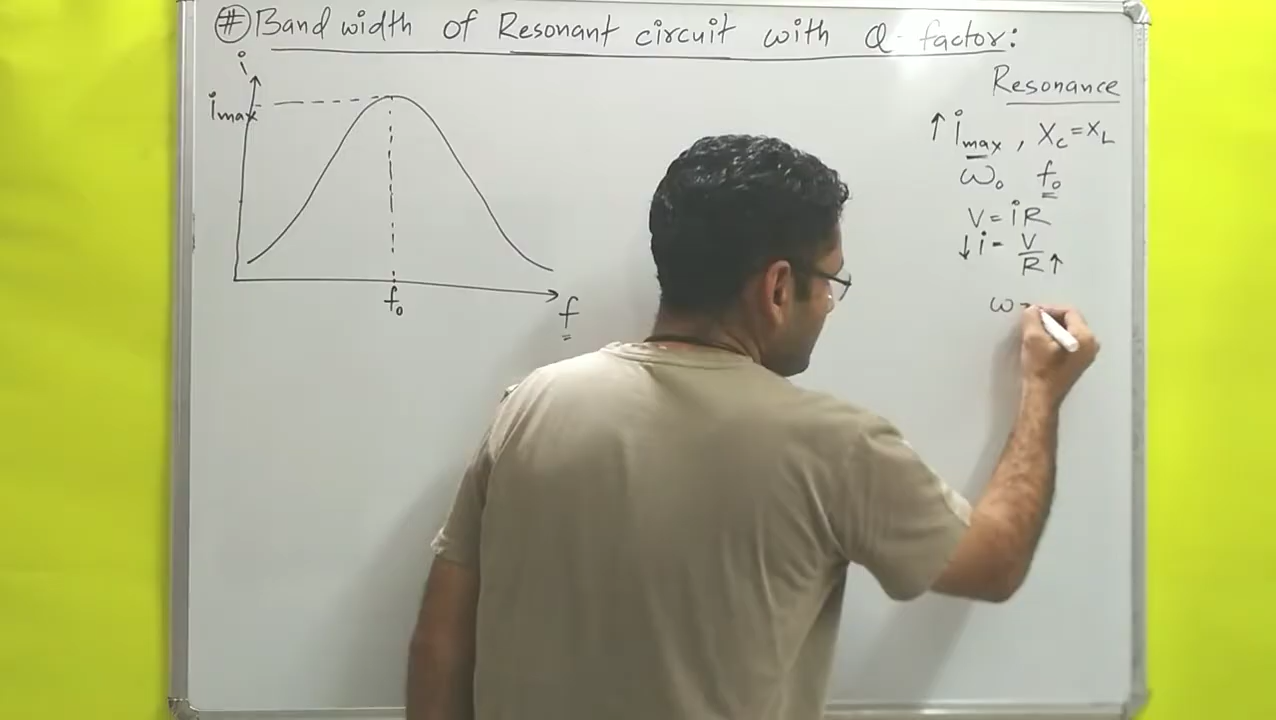 # Band width of Resonant circuit with Q- factor:
i
imax
f₀
f
Resonance
↑ imax , Xc = XL
ω₀ f₀
V = iR
↓ i = V/R ↑
ω =